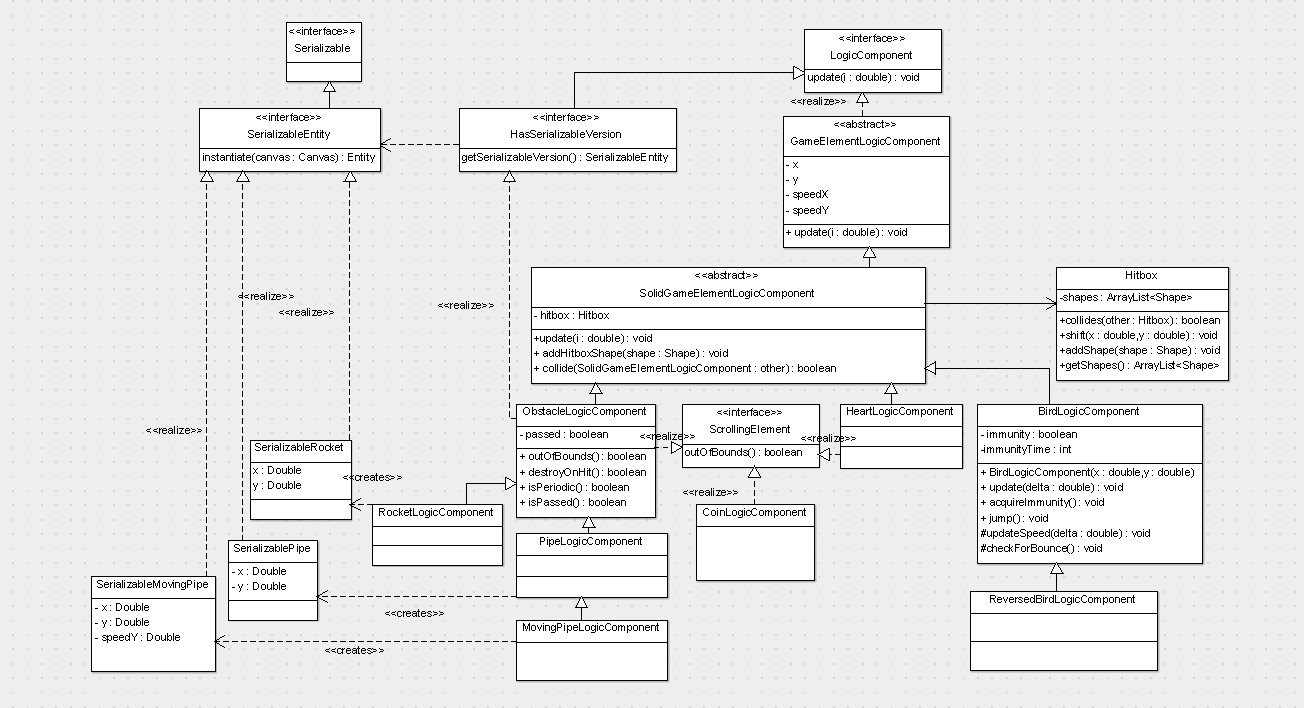 <<interface>>
Serializable
<<interface>>
LogicComponent
update(i : double) : void
<<realize>>
<<interface>>
SerializableEntity
instantiate(canvas : Canvas) : Entity
<<interface>>
HasSerializableVersion
getSerializableVersion() : SerializableEntity
<<abstract>>
GameElementLogicComponent
- x
- y
- speedX
- speedY
+ update(i : double) : void
<<abstract>>
SolidGameElementLogicComponent
- hitbox : Hitbox
+update(i : double) : void
+ addHitboxShape(shape : Shape) : void
+ collide(SolidGameElementLogicComponent : other) : boolean
Hitbox
-shapes : ArrayList<Shape>
+collides(other : Hitbox) : boolean
+shift(x : double,y : double) : void
+addShape(shape : Shape) : void
+getShapes() : ArrayList<Shape>
<<realize>>
<<realize>>
<<realize>>
<<realize>>
ObstacleLogicComponent
- passed : boolean
+ outOfBounds() : boolean
+ destroyOnHit() : boolean
+ isPeriodic() : boolean
+ isPassed() : boolean
<<realize>>
<<interface>>
ScrollingElement
outOfBounds() : boolean
<<realize>>
HeartLogicComponent
BirdLogicComponent
- immunity : boolean
-immunityTime : int
+ BirdLogicComponent(x : double,y : double)
+ update(delta : double) : void
+ acquireImmunity() : void
+ jump() : void
#updateSpeed(delta : double) : void
#checkForBounce() : void
SerializableRocket
x : Double
y : Double
<<creates>>
RocketLogicComponent
<<realize>>
CoinLogicComponent
SerializablePipe
- x : Double
- y : Double
PipeLogicComponent
<<creates>>
SerializableMovingPipe
- x : Double
- y : Double
- speedY : Double
MovingPipeLogicComponent
<<creates>>
ReversedBirdLogicComponent